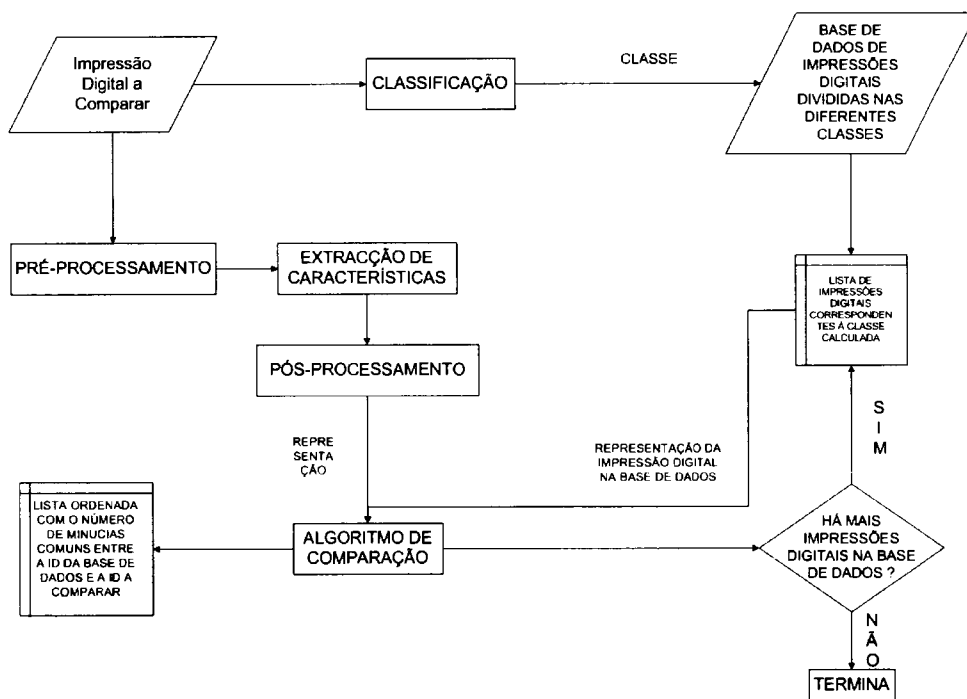 Impressão
Digital a
Comparar
CLASSIFICAÇÃO
CLASSE
BASE DE
DADOS DE
IMPRESSÕES
DIGITAIS
DIVIDIDAS NAS
DIFERENTES
CLASSES
PRÉ-PROCESSAMENTO
EXTRACÇÃO DE
CARACTERÍSTICAS
LISTA DE
IMPRESSÕES
DIGITAIS
CORRESPONDEN
TES À CLASSE
CALCULADA
PÓS-PROCESSAMENTO
REPRE
SENTA
ÇÃO
REPRESENTAÇÃO DA
IMPRESSÃO DIGITAL
NA BASE DE DADOS
S
I
M
LISTA ORDENADA
COM O NÚMERO
DE MINUCIAS
COMUNS ENTRE
A ID DA BASE DE
DADOS E A ID A
COMPARAR
ALGORITMO DE
COMPARAÇÃO
HÁ MAIS
IMPRESSÕES
DIGITAIS NA BASE
DE DADOS ?
N
Ã
O
TERMINA